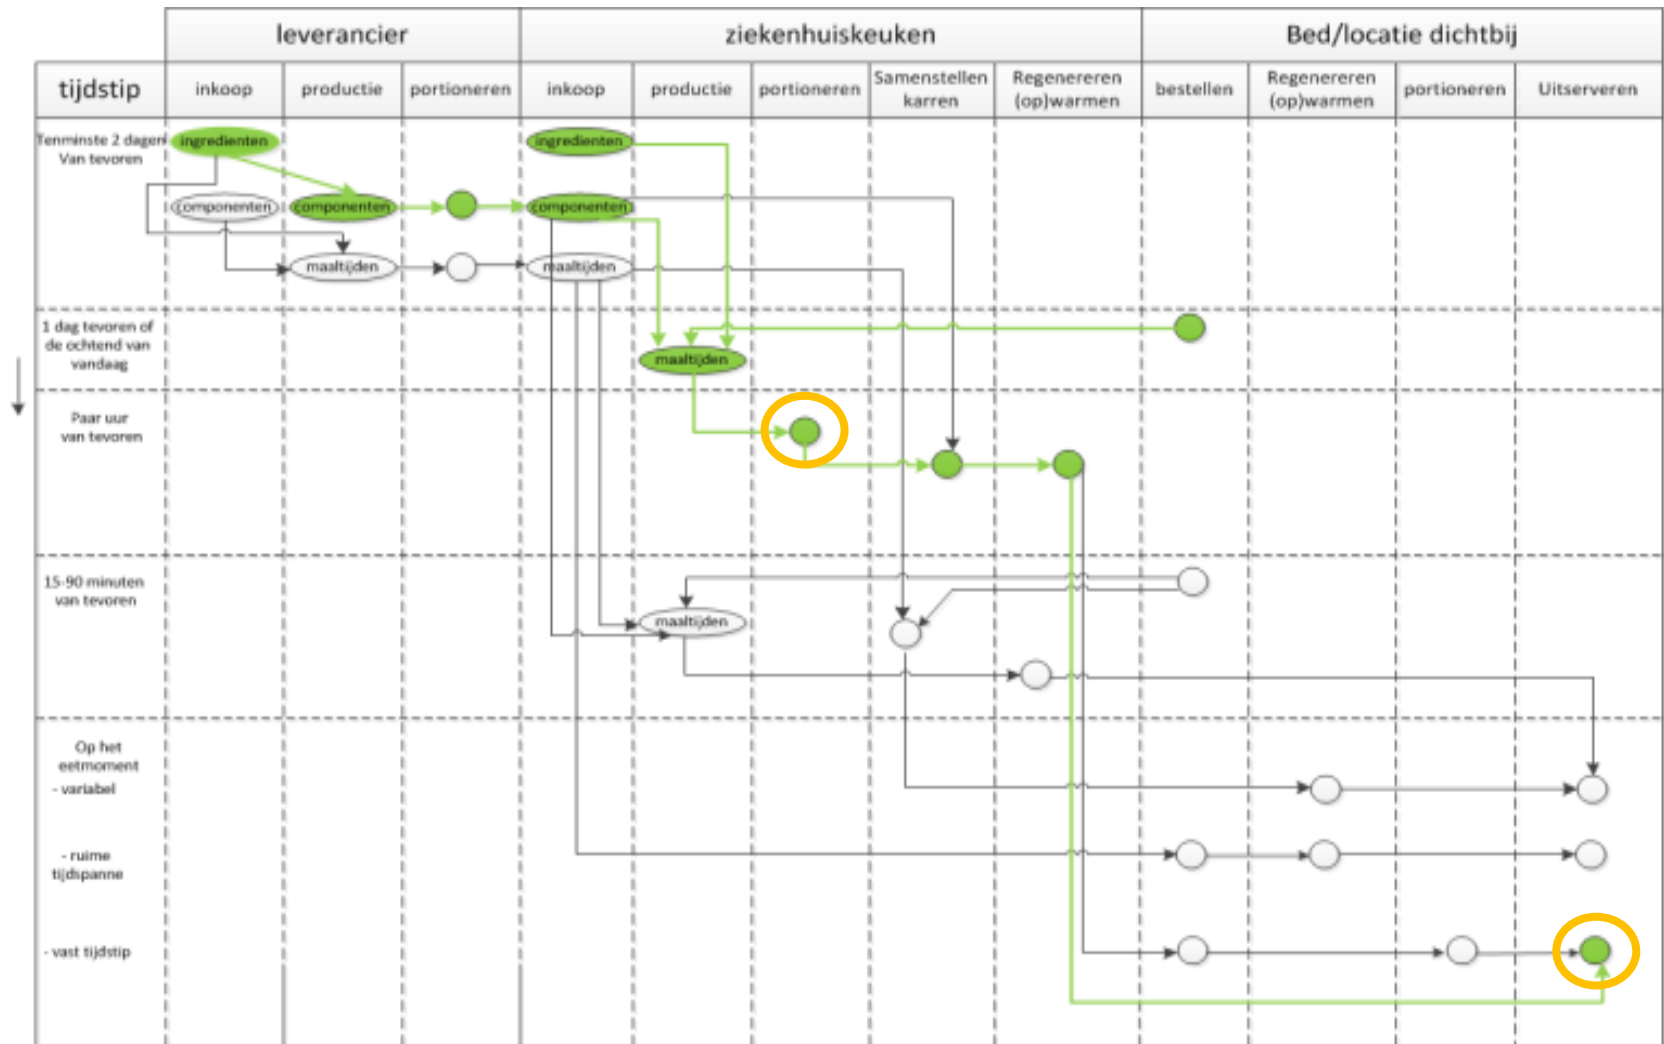 leverancier
ziekenhuiskeuken
Bed/locatie dichtbij
tijdstip
inkoop
productie
portioneren
inkoop
productie
portioneren
Samenstellen
karren
Regenereren
(op)warmen
bestellen
Regenereren
(op)warmen
portioneren
Uitserveren
Tenminste 2 dagen
Van tevoren
ingredienten
ingredienten
componenten
componenten
componenten
maaltijden
maaltijden
1 dag tevoren of
de ochtend van
vandaag
maaltijden
Paar uur
van tevoren
15-90 minuten
van tevoren
maaltijden
Op het
eetmoment
- variabel
- ruime
tijdspanne
- vast tijdstip